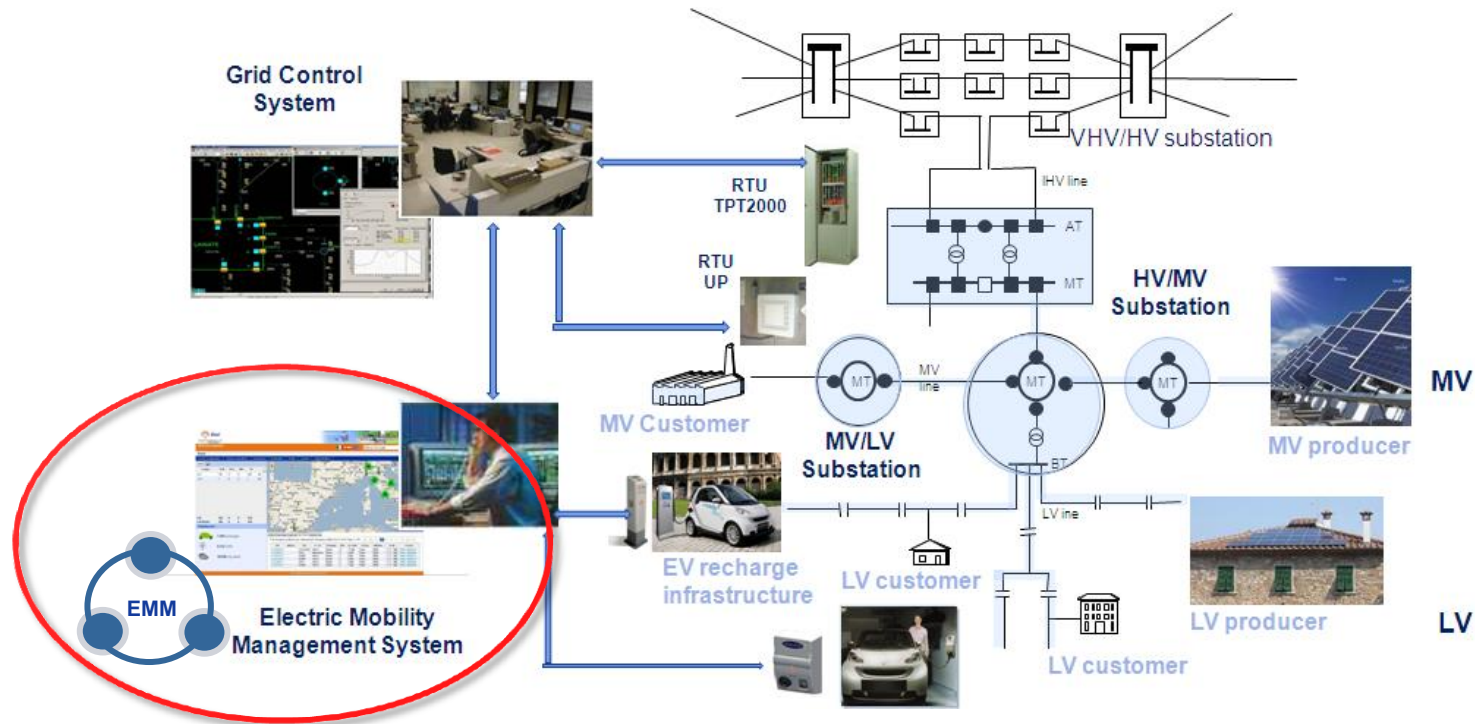 Grid Control
System
VHV/HV substation
RTU
TPT2000
IHV line
AT
MT
RTU
UP
HV/MV
Substation
MT
MV
line
MT
MT
MV
MV Customer
MV producer
MV/LV
Substation
BT
LV line
EV recharge
infrastructure
LV customer
LV producer
LV
EMM
Electric Mobility
Management System
LV customer